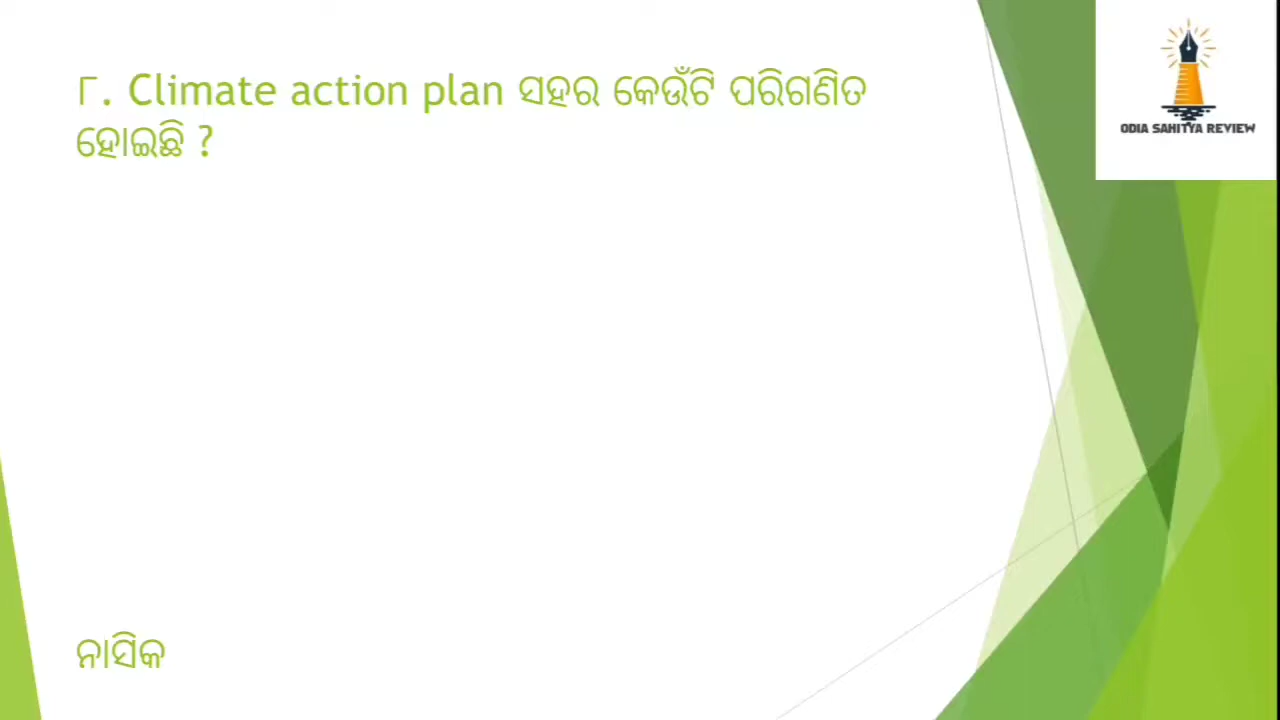 ୮. Climate action plan ସହର କେଉଁଟି ପରିଗଣିତ
ହୋଇଛି ?
ODIA SAHITYA REVIEW
ନାସିକ